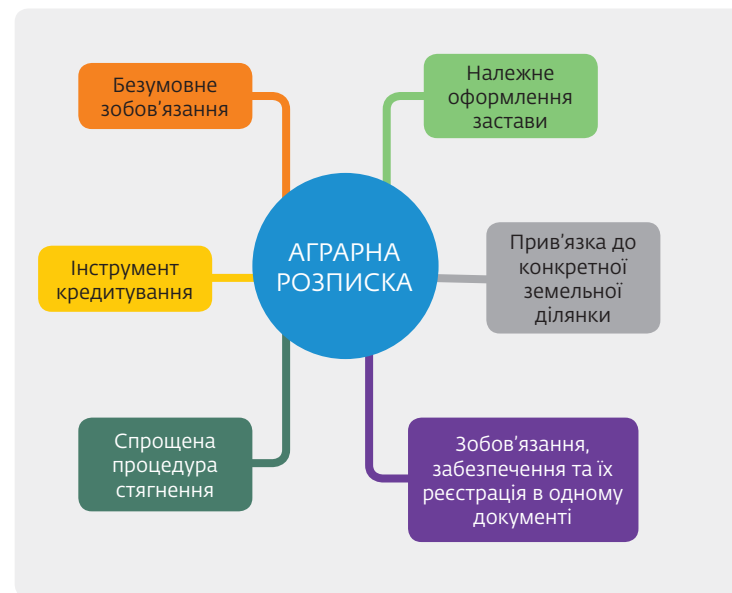 Безумовне
зобов’язання
Належне
оформлення
застави
АГРАРНА
РОЗПИСКА
Інструмент
кредитування
Прив’язка до
конкретної
земельної
ділянки
Спрощена
процедура
стягнення
Зобов’язання,
забезпечення та їх
реєстрація в одному
документі